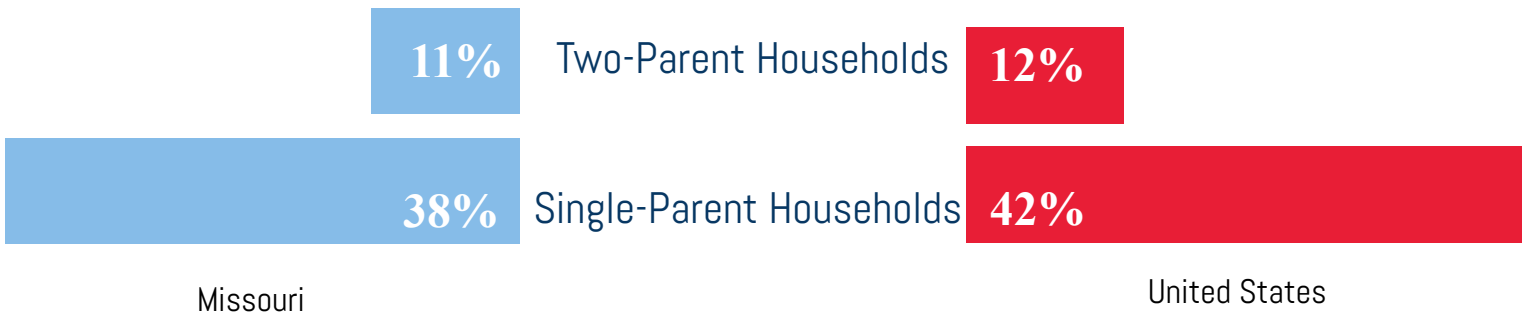 11% Two-Parent Households 12%
38% Single-Parent Households 42%
Missouri United States